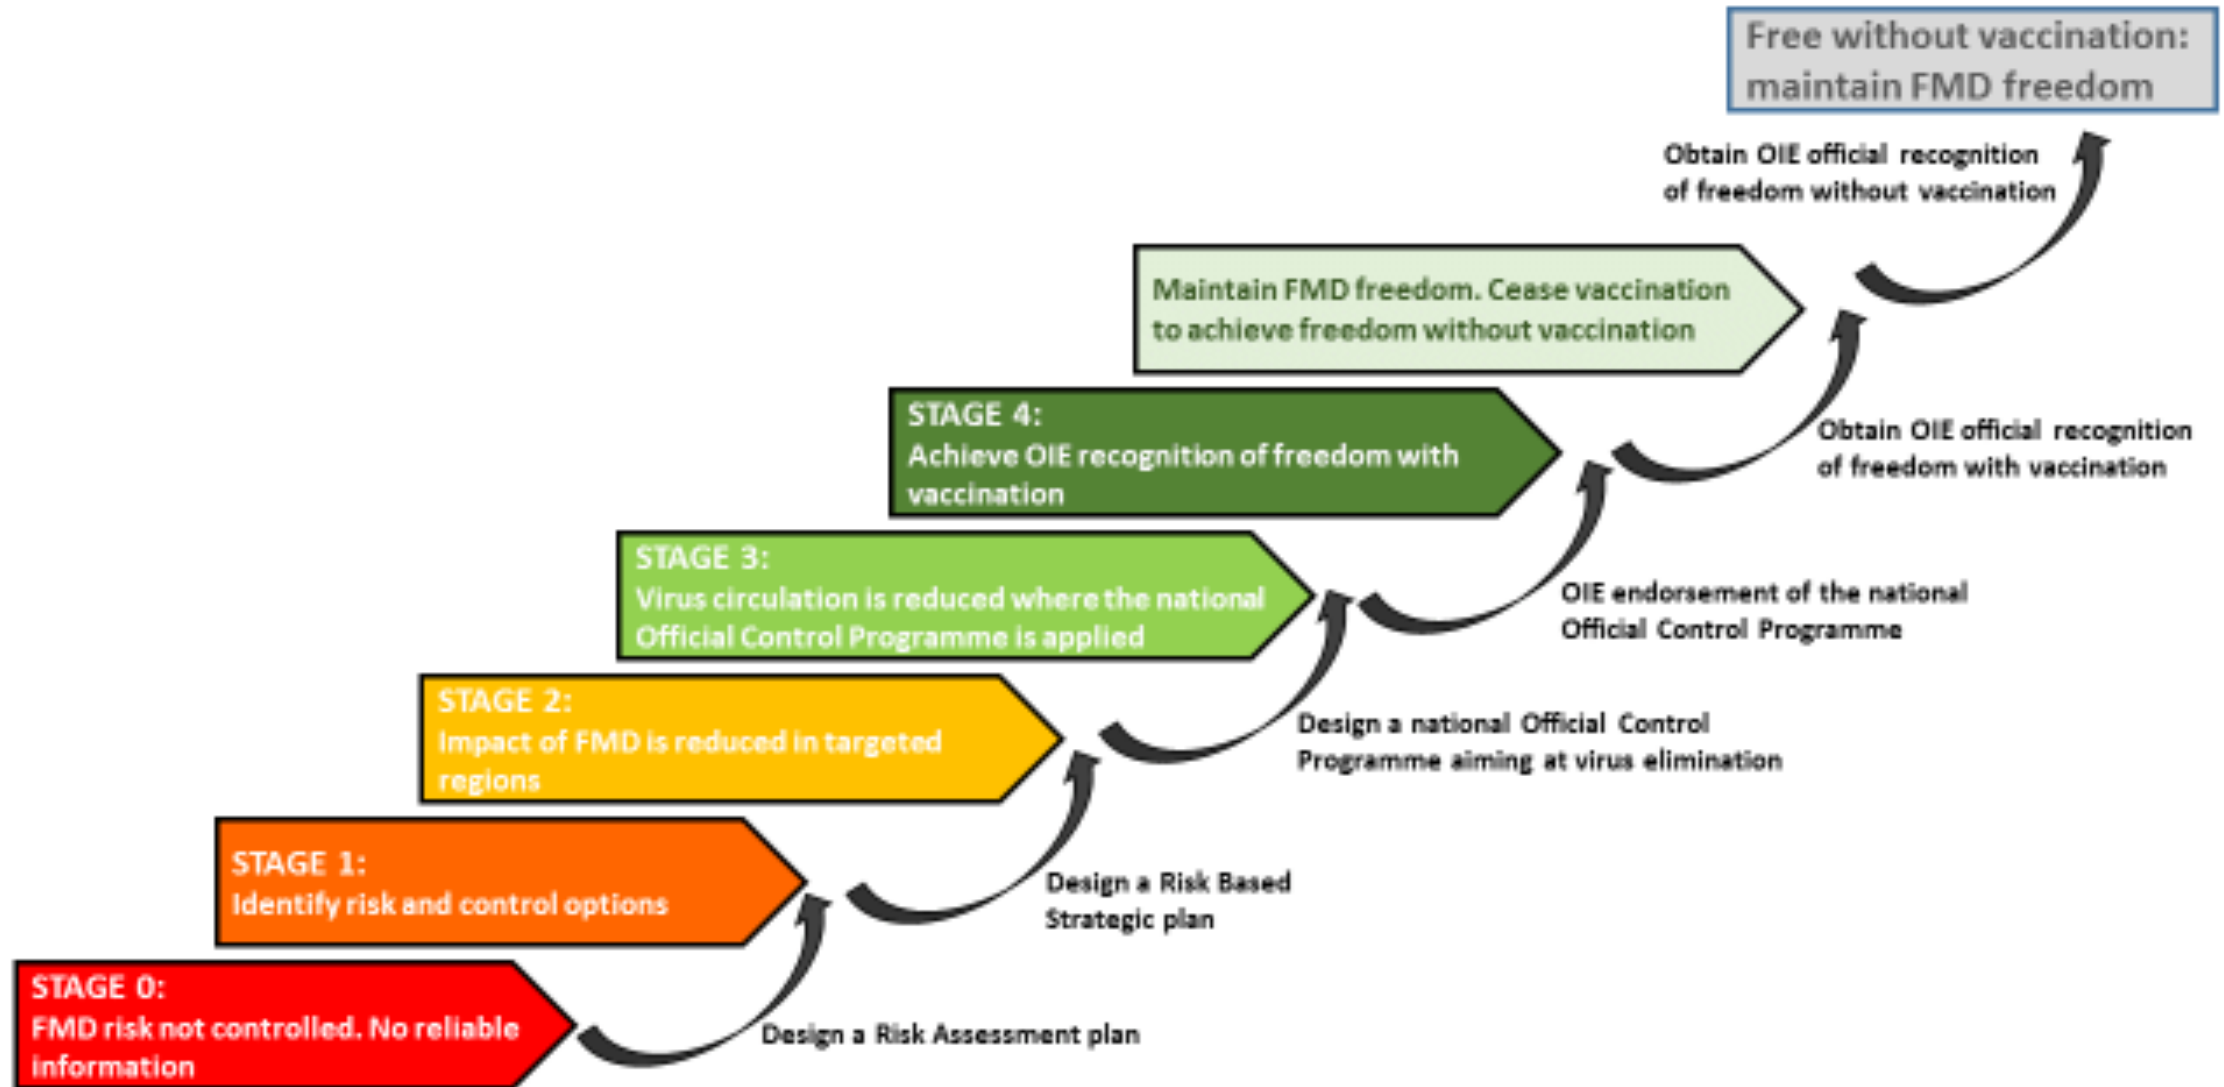 Free without vaccination:
maintain FMD freedom
Obtain OIE official recognition
of freedom without vaccination
Maintain FMD freedom. Cease vaccination
to achieve freedom without vaccination
STAGE 4:
Achieve OIE recognition of freedom with
vaccination
Obtain OIE official recognition
of freedom with vaccination
STAGE 3:
Virus circulation is reduced where the national
Official Control Programme is applied
OIE endorsement of the national
Official Control Programme
STAGE 2:
Impact of FMD is reduced in targeted
regions
Design a national Official Control
Programme aiming at virus elimination
STAGE 1:
Identify risk and control options
Design a Risk Based
Strategic plan
STAGE 0:
FMD risk not controlled. No reliable
information
Design a Risk Assessment plan